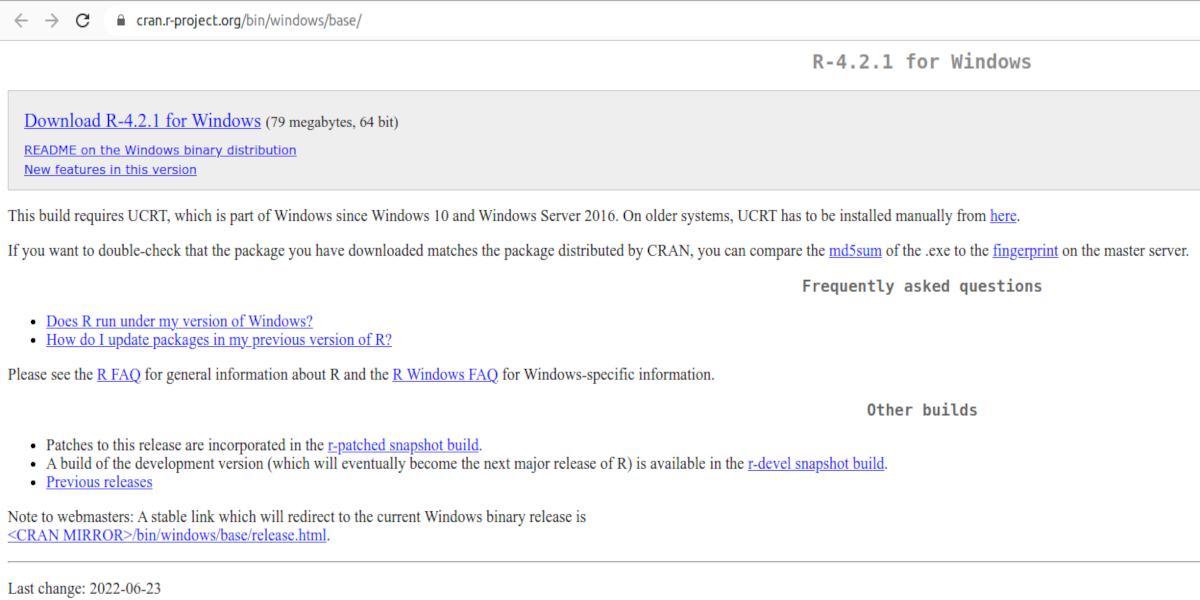 cran.r-project.org/bin/windows/base/
R-4.2.1 for Windows
Download R-4.2.1 for Windows (79 megabytes, 64 bit)
README on the Windows binary distribution
New features in this version
This build requires UCRT, which is part of Windows since Windows 10 and Windows Server 2016. On older systems, UCRT has to be installed manually from here.
If you want to double-check that the package you have downloaded matches the package distributed by CRAN, you can compare the md5sum of the .exe to the fingerprint on the master server.
Frequently asked questions
• Does R run under my version of Windows?
• How do I update packages in my previous version of R?
Please see the R FAQ for general information about R and the R Windows FAQ for Windows-specific information.
Other builds
• Patches to this release are incorporated in the r-patched snapshot build.
• A build of the development version (which will eventually become the next major release of R) is available in the r-devel snapshot build.
• Previous releases
Note to webmasters: A stable link which will redirect to the current Windows binary release is
<CRAN MIRROR>/bin/windows/base/release.html.
Last change: 2022-06-23